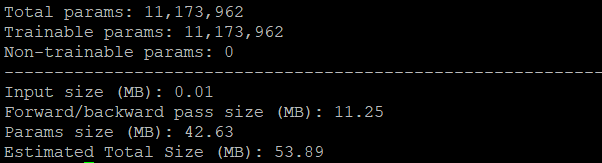 Total params: 11,173,962
Trainable params: 11,173,962
Non-trainable params: 0
----------------------------------------------------------------
Input size (MB): 0.01
Forward/backward pass size (MB): 11.25
Params size (MB): 42.63
Estimated Total Size (MB): 53.89